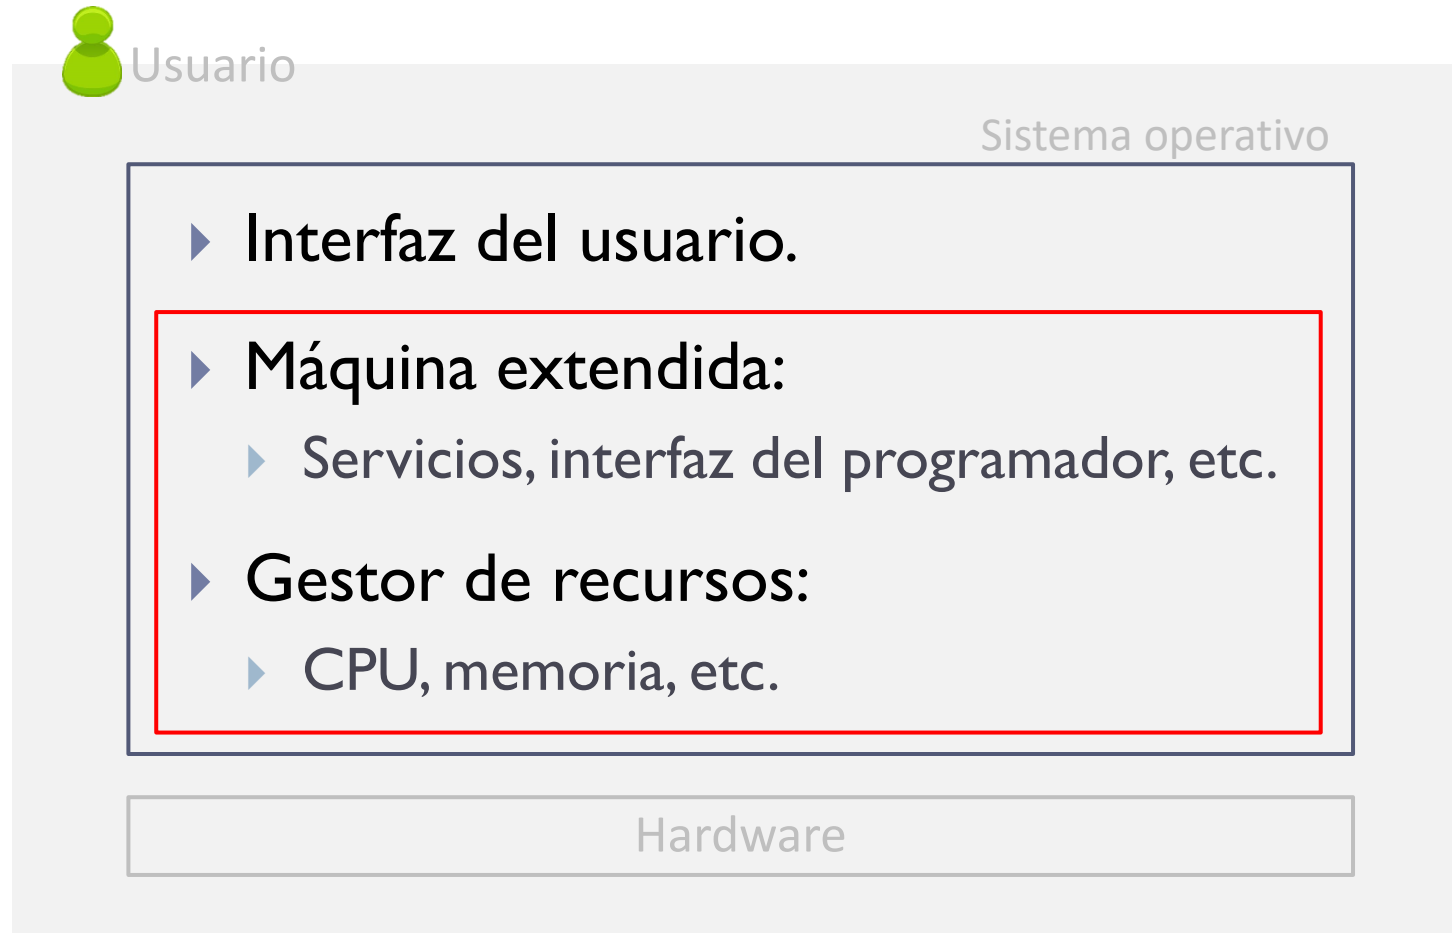 Usuario
Sistema operativo
Interfaz del usuario.
Máquina extendida:
Servicios, interfaz del programador, etc.
Gestor de recursos:
CPU, memoria, etc.
Hardware